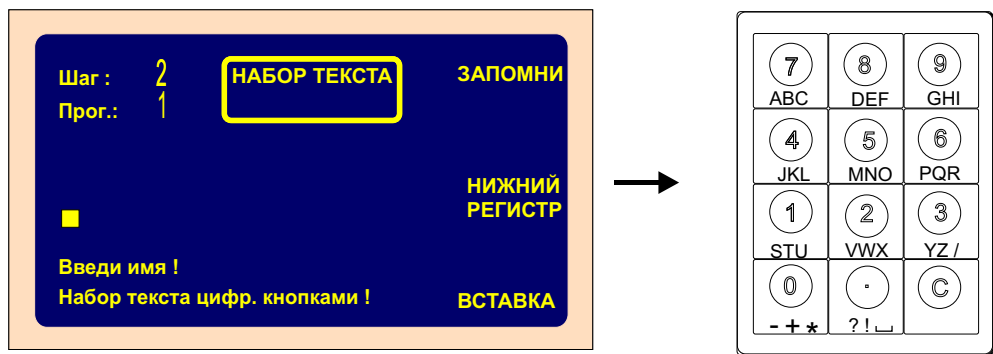 Шаг : 2 НАБОР ТЕКСТА ЗАПОМНИ
Прог.: 1
НИЖНИЙ
РЕГИСТР
Введи имя !
Набор текста цифр. кнопками ! ВСТАВКА
7 8 9
ABC DEF GHI
4 5 6
JKL MNO PQR
1 2 3
STU VWX YZ /
0 . C
- + * ? ! ⎵